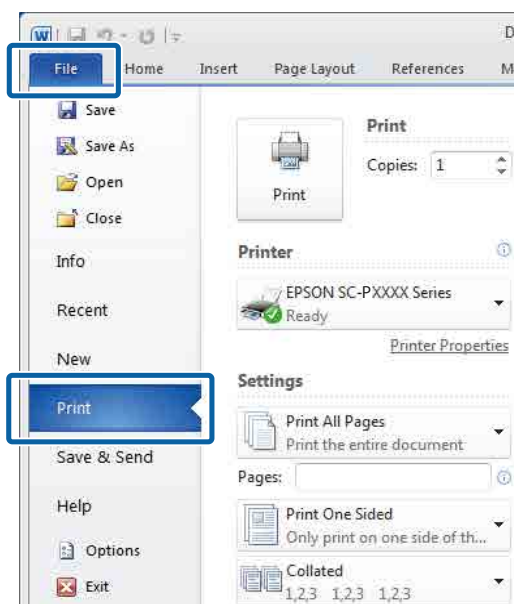 W
D
File Home Insert Page Layout References M
Save
Save As
Open
Close
Info
Recent
New
Print
Save & Send
Help
Options
Exit
Print
Print
Copies: 1
Printer
EPSON SC-PXXXX Series
Ready
Printer Properties
Settings
Print All Pages
Print the entire document
Pages:
Print One Sided
Only print on one side of th...
Collated
1,2,3 1,2,3 1,2,3